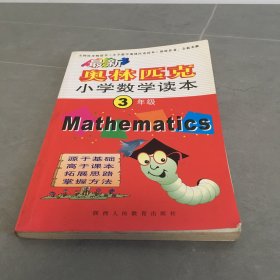 最新
奥林匹克
小学数学读本
3年级
Mathematics
源于基础
高于课本
拓展思路
掌握方法
陕西人民教育出版社